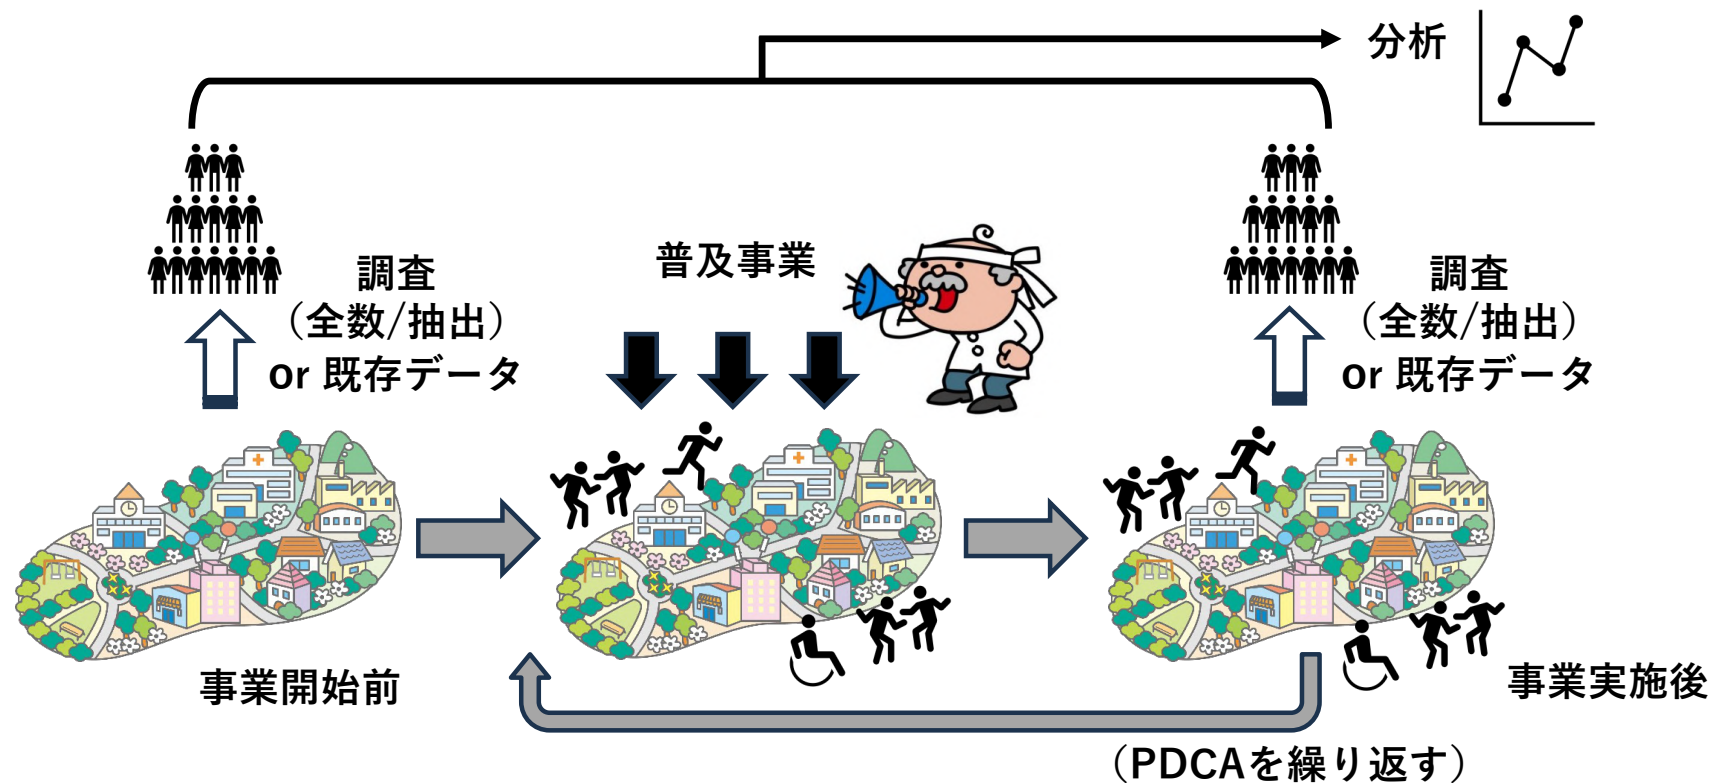 分析
普及事業
調査
（全数/抽出）
or 既存データ
調査
（全数/抽出）
or 既存データ
事業開始前
事業実施後
（PDCAを繰り返す）